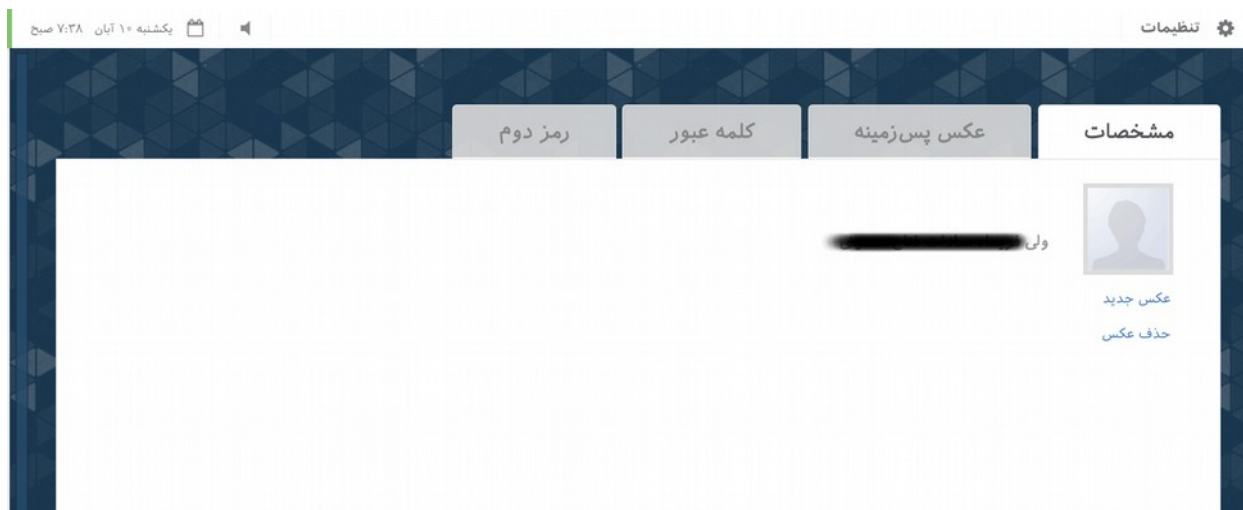 تنظیمات
یکشنبه ۱۰ آبان ۷:۳۸ صبح
مشخصات
عکس پس‌زمینه
کلمه عبور
رمز دوم
ولی
عکس جدید
حذف عکس